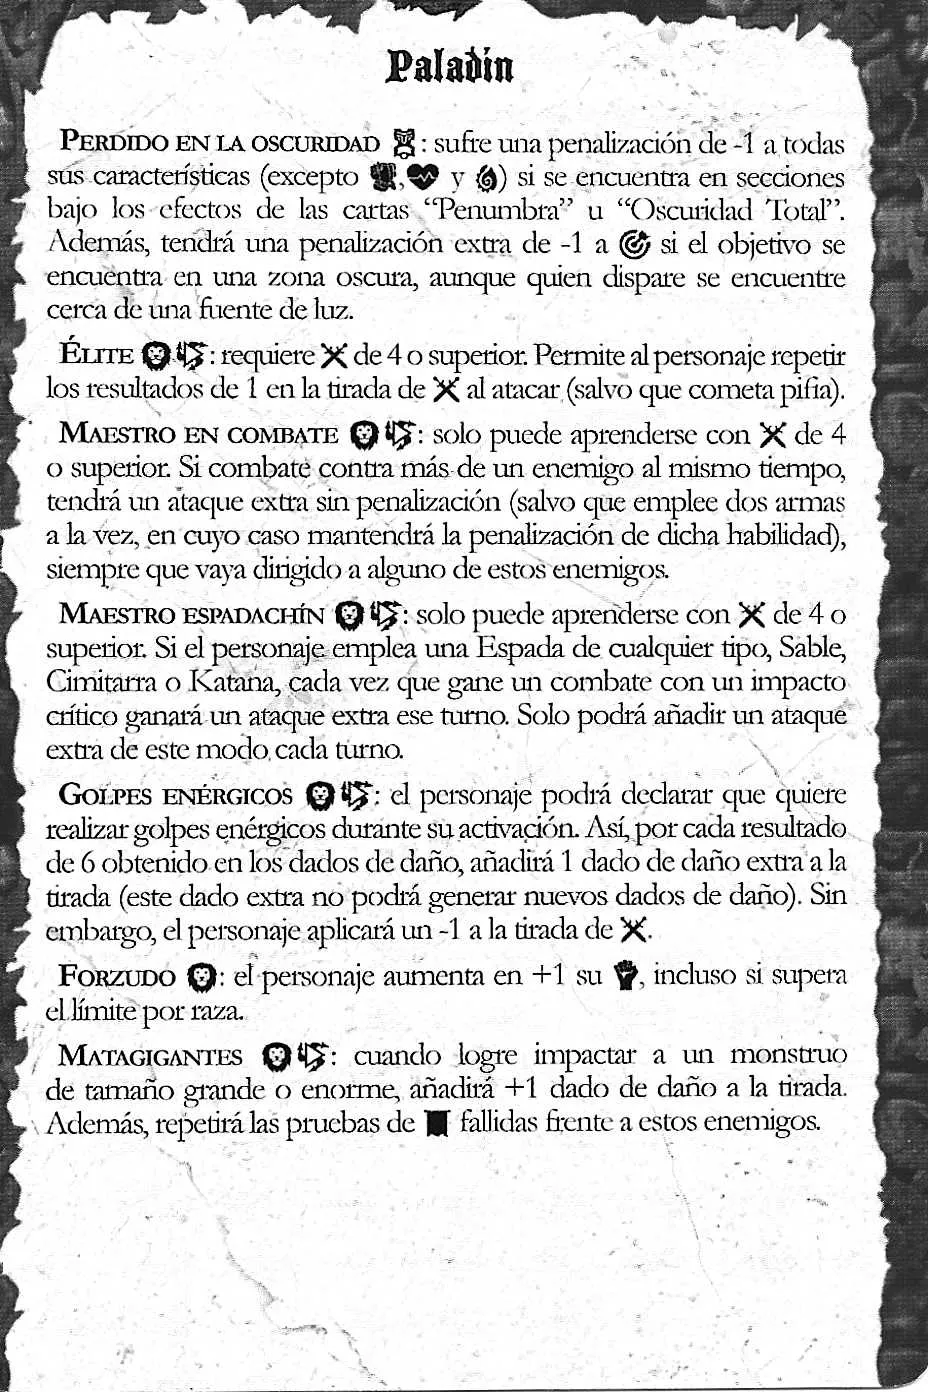 Paladín
PERDIDO EN LA OSCURIDAD : sufre una penalización de -1 a todas
sus características (excepto , y ) si se encuentra en secciones
bajo los efectos de las cartas “Penumbra” u “Oscuridad Total”.
Además, tendrá una penalización extra de -1 a si el objetivo se
encuentra en una zona oscura, aunque quien dispare se encuentre
cerca de una fuente de luz.
ÉLITE : requiere de 4 o superior. Permite al personaje repetir
los resultados de 1 en la tirada de al atacar (salvo que cometa pifia).
MAESTRO EN COMBATE : solo puede aprenderse con de 4
o superior. Si combate contra más de un enemigo al mismo tiempo,
tendrá un ataque extra sin penalización (salvo que emplee dos armas
a la vez, en cuyo caso mantendrá la penalización de dicha habilidad),
siempre que vaya dirigido a alguno de estos enemigos.
MAESTRO ESPADACHÍN : solo puede aprenderse con de 4 o
superior. Si el personaje emplea una Espada de cualquier tipo, Sable,
Cimitarra o Katana, cada vez que gane un combate con un impacto
crítico ganará un ataque extra ese turno. Solo podrá añadir un ataque
extra de este modo cada turno.
GOLPES ENÉRGICOS : el personaje podrá declarar que quiere
realizar golpes enérgicos durante su activación. Así, por cada resultado
de 6 obtenido en los dados de daño, añadirá 1 dado de daño extra a la
tirada (este dado extra no podrá generar nuevos dados de daño). Sin
embargo, el personaje aplicará un -1 a la tirada de .
FORZUDO : el personaje aumenta en +1 su , incluso si supera
el límite por raza.
MATAGIGANTES : cuando logre impactar a un monstruo
de tamaño grande o enorme, añadirá +1 dado de daño a la tirada.
Además, repetirá las pruebas de fallidas frente a estos enemigos.